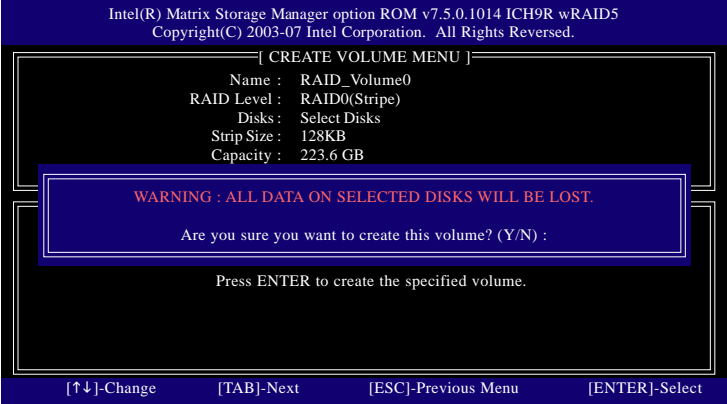 Intel(R) Matrix Storage Manager option ROM v7.5.0.1014 ICH9R wRAID5
Copyright(C) 2003-07 Intel Corporation. All Rights Reversed.
[ CREATE VOLUME MENU ]
Name : RAID_Volume0
RAID Level : RAID0(Stripe)
Disks : Select Disks
Strip Size : 128KB
Capacity : 223.6 GB
WARNING : ALL DATA ON SELECTED DISKS WILL BE LOST.
Are you sure you want to create this volume? (Y/N) :
Press ENTER to create the specified volume.
[↑↓]-Change [TAB]-Next [ESC]-Previous Menu [ENTER]-Select